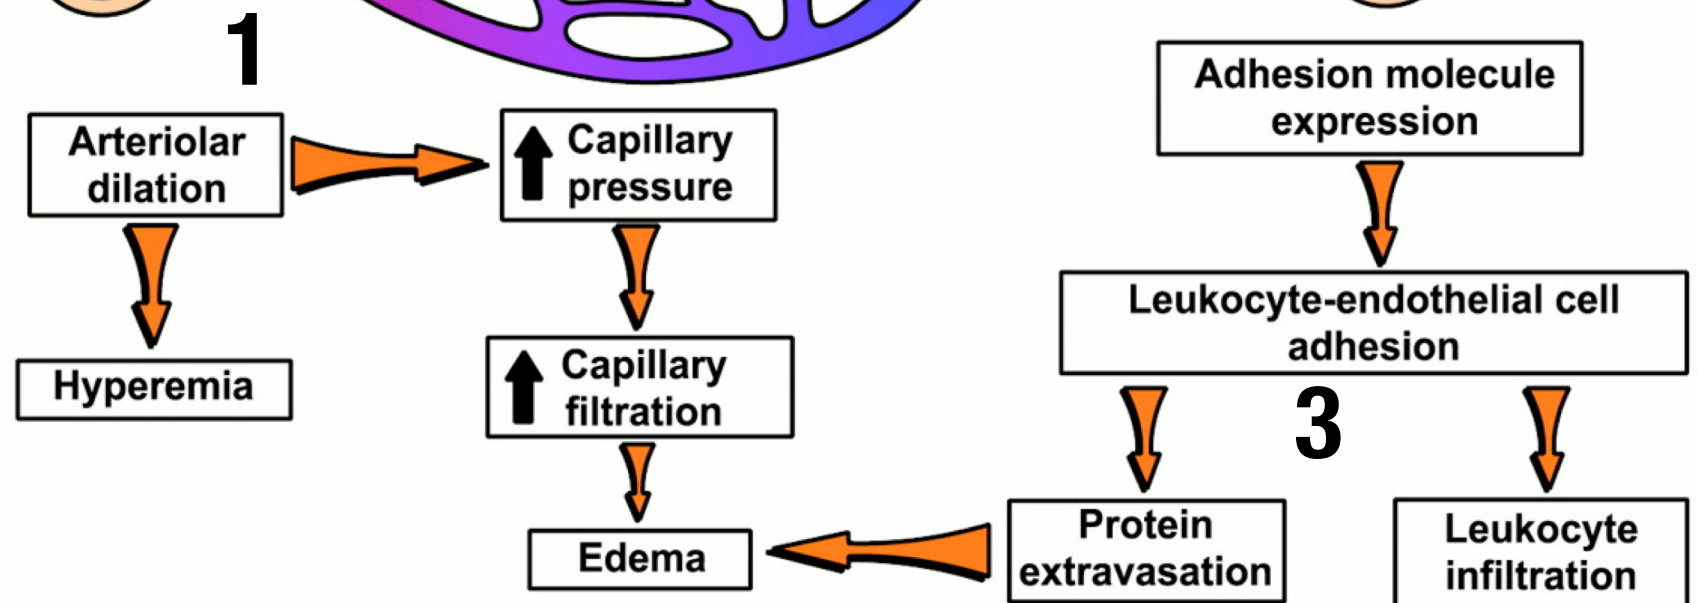 1
Arteriolar
dilation
Capillary
pressure
Hyperemia
Capillary
filtration
Edema
Adhesion molecule
expression
Leukocyte-endothelial cell
adhesion
3
Protein
extravasation
Leukocyte
infiltration